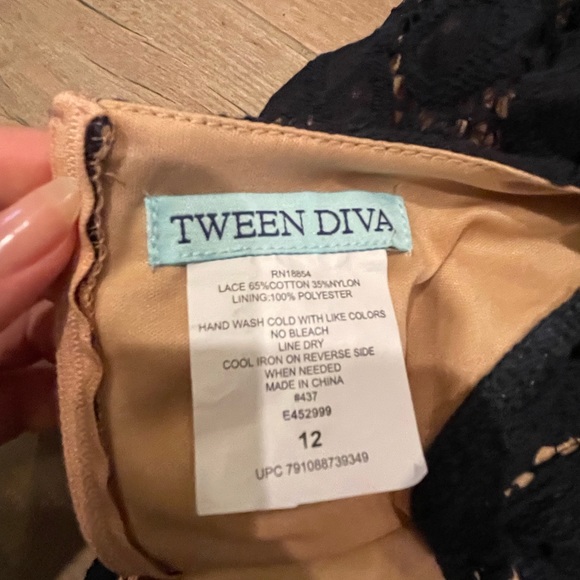 TWEEN DIVA
RN18854
LACE 65%COTTON 35%NYLON
LINING:100% POLYESTER
HAND WASH COLD WITH LIKE COLORS
NO BLEACH
LINE DRY
COOL IRON ON REVERSE SIDE
WHEN NEEDED
MADE IN CHINA
#437
E452999
12
UPC 791088739349